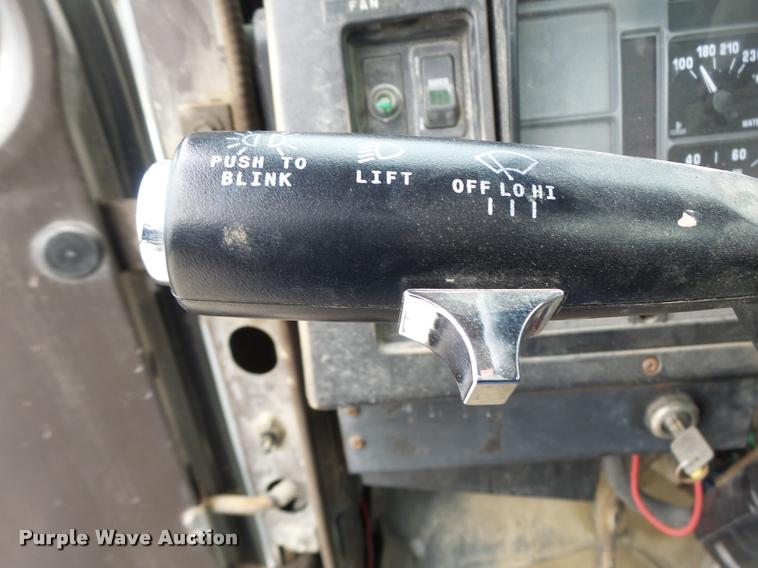 FAN
PUSH TO
BLINK
LIFT
OFF LO HI
100 180 210
40 60
Purple Wave Auction